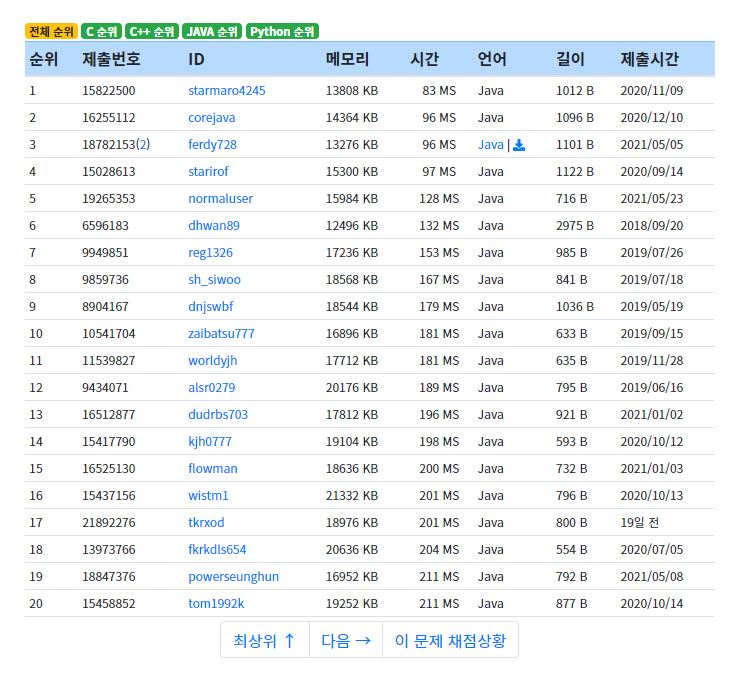 전체 순위 C 순위 C++ 순위 JAVA 순위 Python 순위
순위 제출번호 ID 메모리 시간 언어 길이 제출시간
1 15822500 starmaro4245 13808 KB 83 MS Java 1012 B 2020/11/09
2 16255112 corejava 14364 KB 96 MS Java 1096 B 2020/12/10
3 18782153(2) ferdy728 13276 KB 96 MS Java | 1101 B 2021/05/05
4 15028613 starirof 15300 KB 97 MS Java 1122 B 2020/09/14
5 19265353 normaluser 15984 KB 128 MS Java 716 B 2021/05/23
6 6596183 dhwan89 12496 KB 132 MS Java 2975 B 2018/09/20
7 9949851 reg1326 17236 KB 153 MS Java 985 B 2019/07/26
8 9859736 sh_siwoo 18568 KB 167 MS Java 841 B 2019/07/18
9 8904167 dnjswbf 18544 KB 179 MS Java 1036 B 2019/05/19
10 10541704 zaibatsu777 16896 KB 181 MS Java 633 B 2019/09/15
11 11539827 worldyjh 17712 KB 181 MS Java 635 B 2019/11/28
12 9434071 alsr0279 20176 KB 189 MS Java 795 B 2019/06/16
13 16512877 dudrbs703 17812 KB 196 MS Java 921 B 2021/01/02
14 15417790 kjh0777 19104 KB 198 MS Java 593 B 2020/10/12
15 16525130 flowman 18636 KB 200 MS Java 732 B 2021/01/03
16 15437156 wistm1 21332 KB 201 MS Java 796 B 2020/10/13
17 21892276 tkrxod 18976 KB 201 MS Java 800 B 19일 전
18 13973766 fkrkdls654 20636 KB 204 MS Java 554 B 2020/07/05
19 18847376 powerseunghun 16952 KB 211 MS Java 792 B 2021/05/08
20 15458852 tom1992k 19252 KB 211 MS Java 877 B 2020/10/14
최상위 ↑ 다음 → 이 문제 채점상황